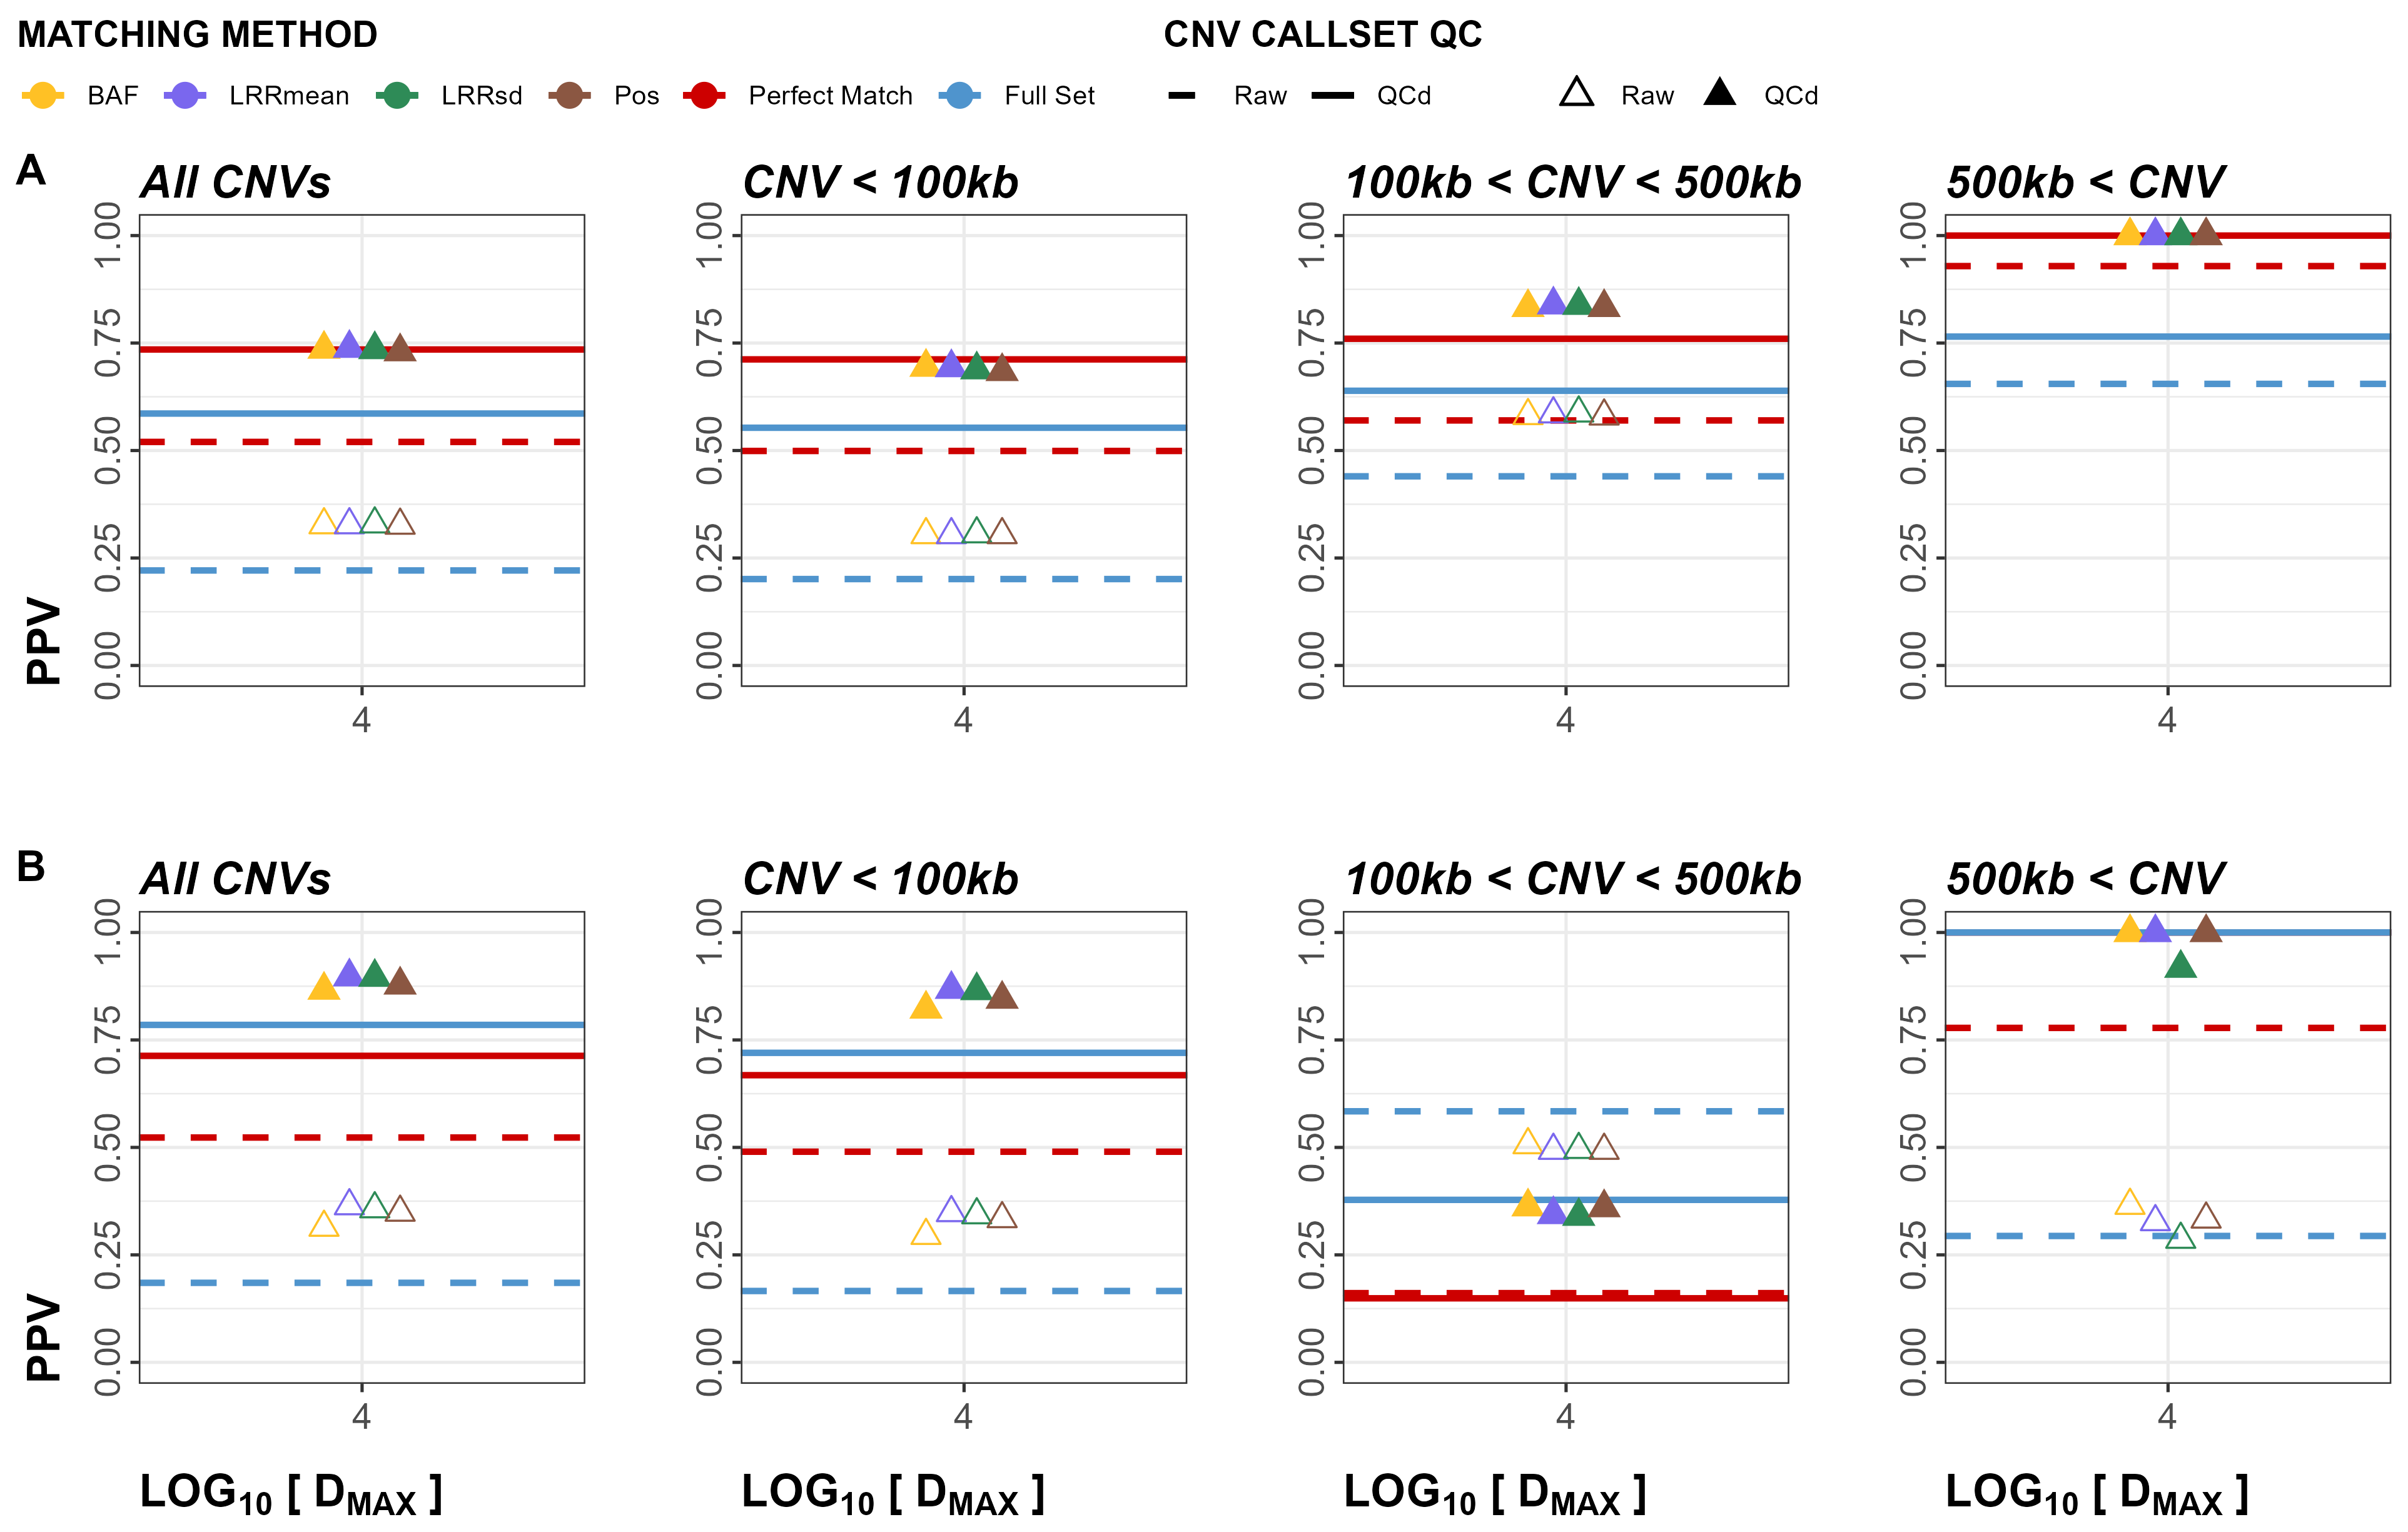 MATCHING METHOD CNV CALLSET QC
BAF LRRmean LRRsd Pos Perfect Match Full Set Raw QCd Raw QCd
A
All CNVs CNV < 100kb 100kb < CNV < 500kb 500kb < CNV
1.00 1.00 1.00 1.00
0.75 0.75 0.75 0.75
0.50 0.50 0.50 0.50
0.25 0.25 0.25 0.25
0.00 0.00 0.00 0.00
PPV
4 4 4 4
B
All CNVs CNV < 100kb 100kb < CNV < 500kb 500kb < CNV
1.00 1.00 1.00 1.00
0.75 0.75 0.75 0.75
0.50 0.50 0.50 0.50
0.25 0.25 0.25 0.25
0.00 0.00 0.00 0.00
PPV
4 4 4 4
LOG10 [ DMAX ] LOG10 [ DMAX ] LOG10 [ DMAX ] LOG10 [ DMAX ]